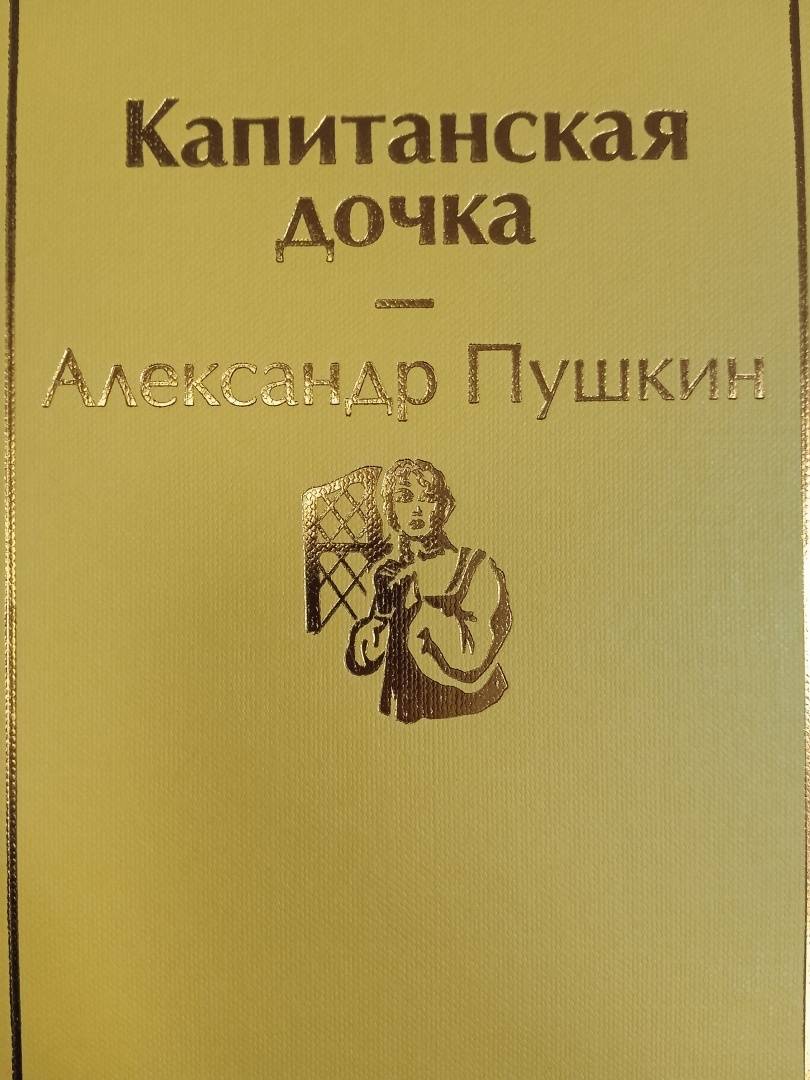 Капитанская
дочка
—
Александр Пушкин